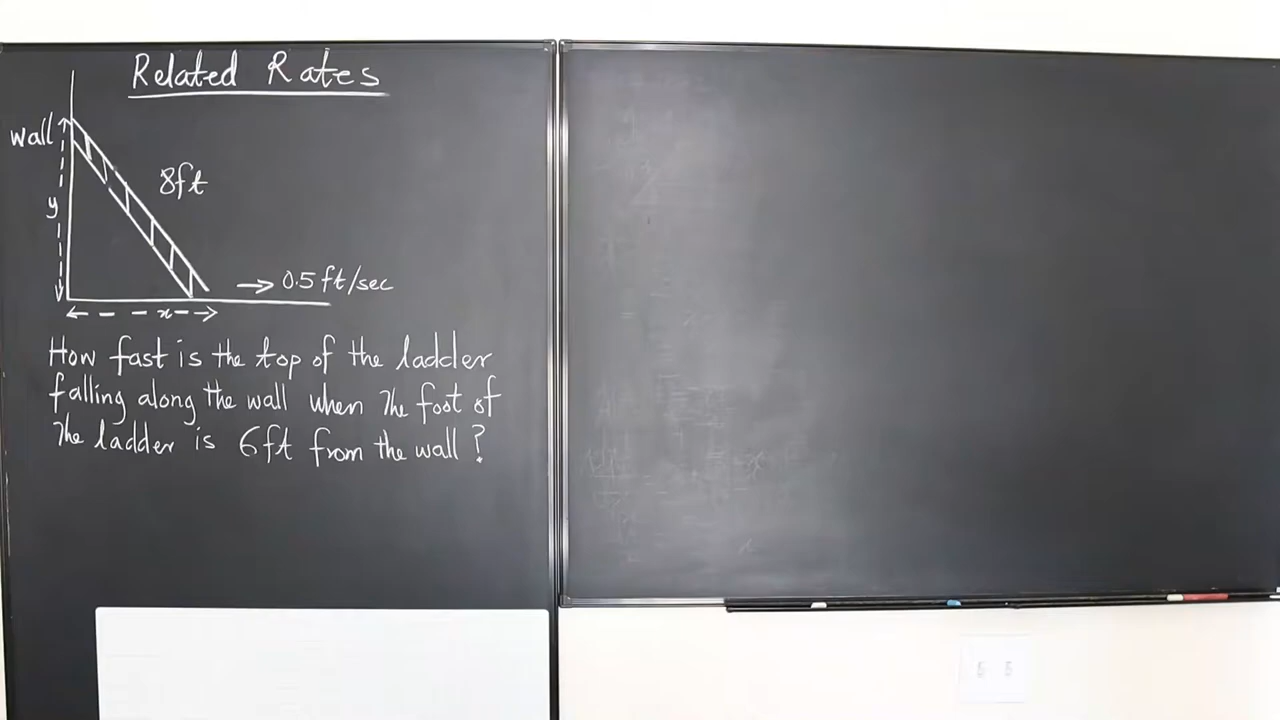 Related Rates
wall
8ft
y
→ 0.5 ft/sec
x
How fast is the top of the ladder
falling along the wall when the foot of
the ladder is 6ft from the wall?